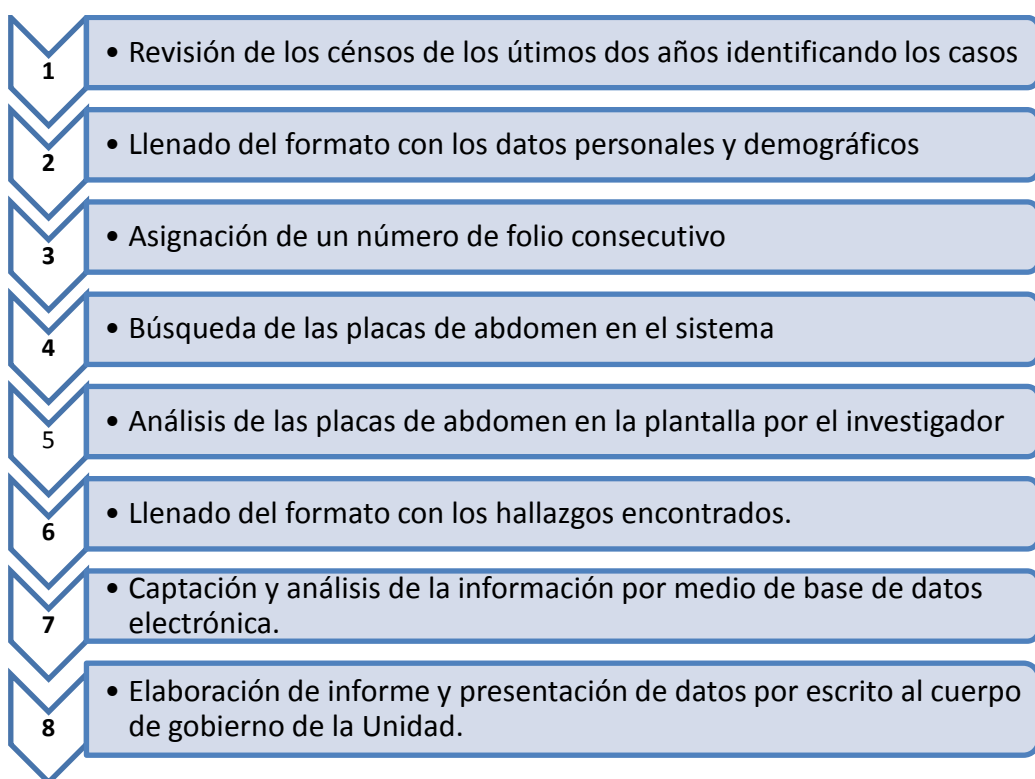 1
• Revisión de los cénsos de los útimos dos años identificando los casos
2
• Llenado del formato con los datos personales y demográficos
3
• Asignación de un número de folio consecutivo
4
• Búsqueda de las placas de abdomen en el sistema
5
• Análisis de las placas de abdomen en la plantalla por el investigador
6
• Llenado del formato con los hallazgos encontrados.
7
• Captación y análisis de la información por medio de base de datos
electrónica.
8
• Elaboración de informe y presentación de datos por escrito al cuerpo
de gobierno de la Unidad.